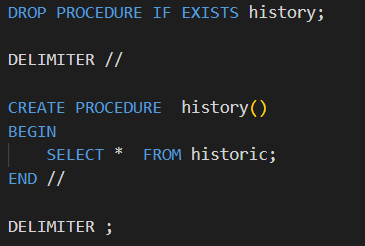 DROP PROCEDURE IF EXISTS history;
DELIMITER //
CREATE PROCEDURE  history()
BEGIN
    SELECT *  FROM historic;
END //
DELIMITER ;